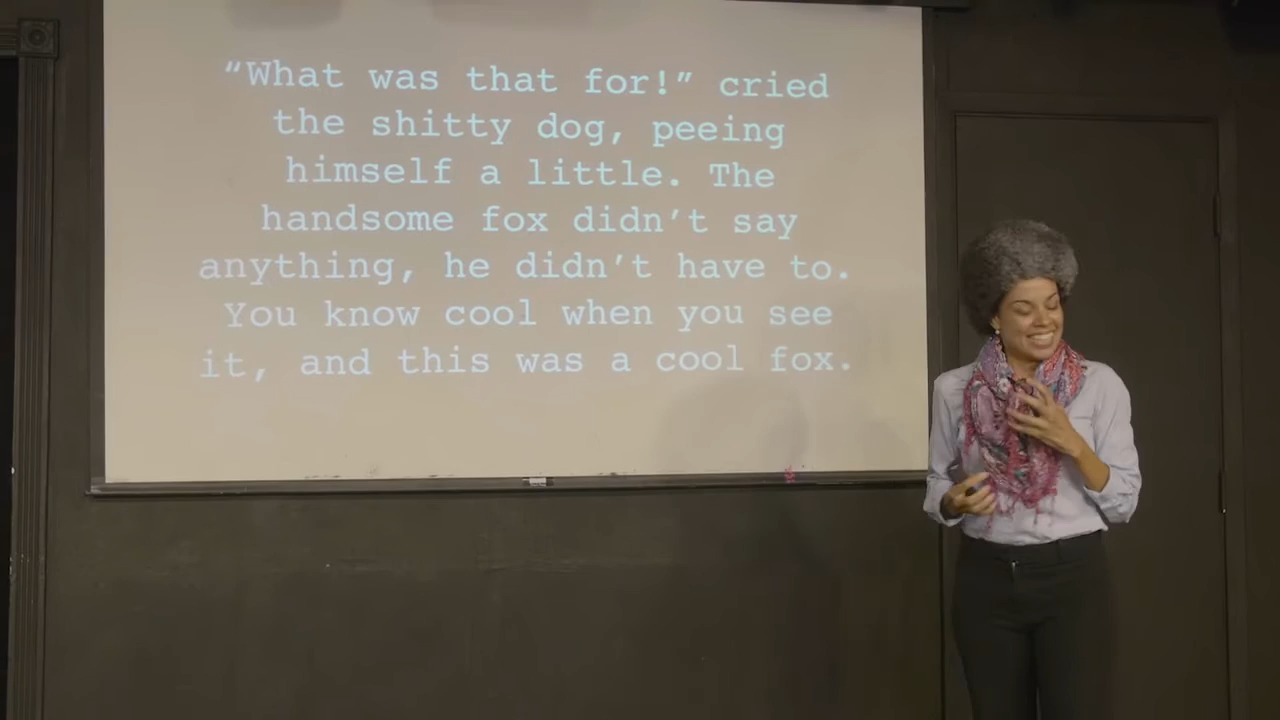 “What was that for!” cried
the shitty dog, peeing
himself a little. The
handsome fox didn’t say
anything, he didn’t have to.
You know cool when you see
it, and this was a cool fox.